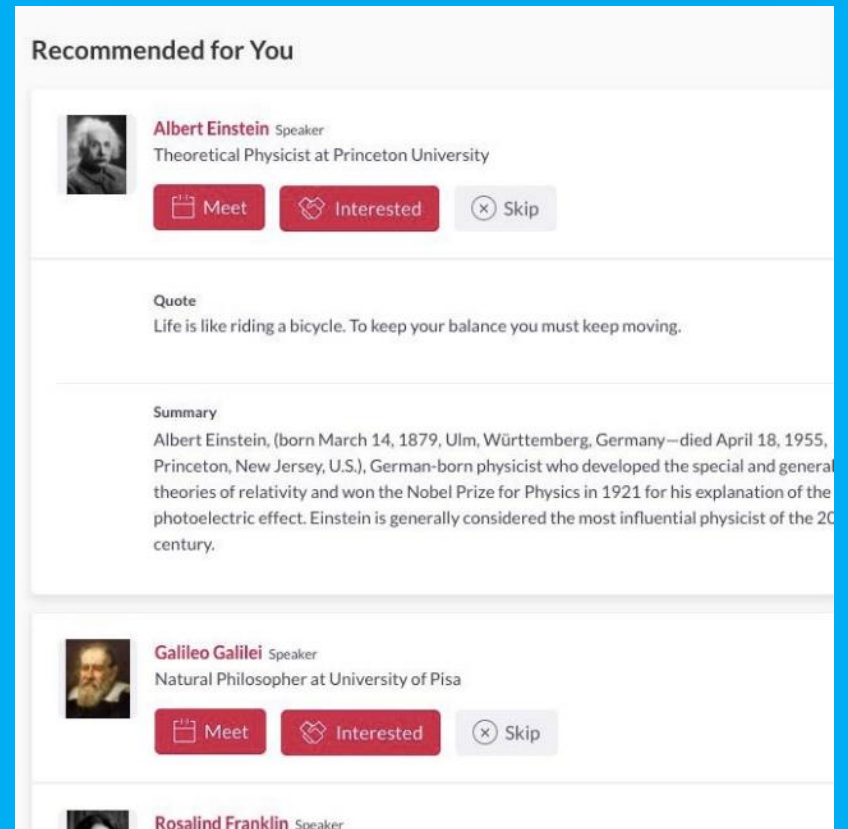 Recommended for You
Albert Einstein Speaker
Theoretical Physicist at Princeton University
Meet Interested Skip
Quote
Life is like riding a bicycle. To keep your balance you must keep moving.
Summary
Albert Einstein, (born March 14, 1879, Ulm, Württemberg, Germany—died April 18, 1955,
Princeton, New Jersey, U.S.), German-born physicist who developed the special and general
theories of relativity and won the Nobel Prize for Physics in 1921 for his explanation of the
photoelectric effect. Einstein is generally considered the most influential physicist of the
century.
Galileo Galilei Speaker
Natural Philosopher at University of Pisa
Meet Interested Skip
Rosalind Franklin Speaker